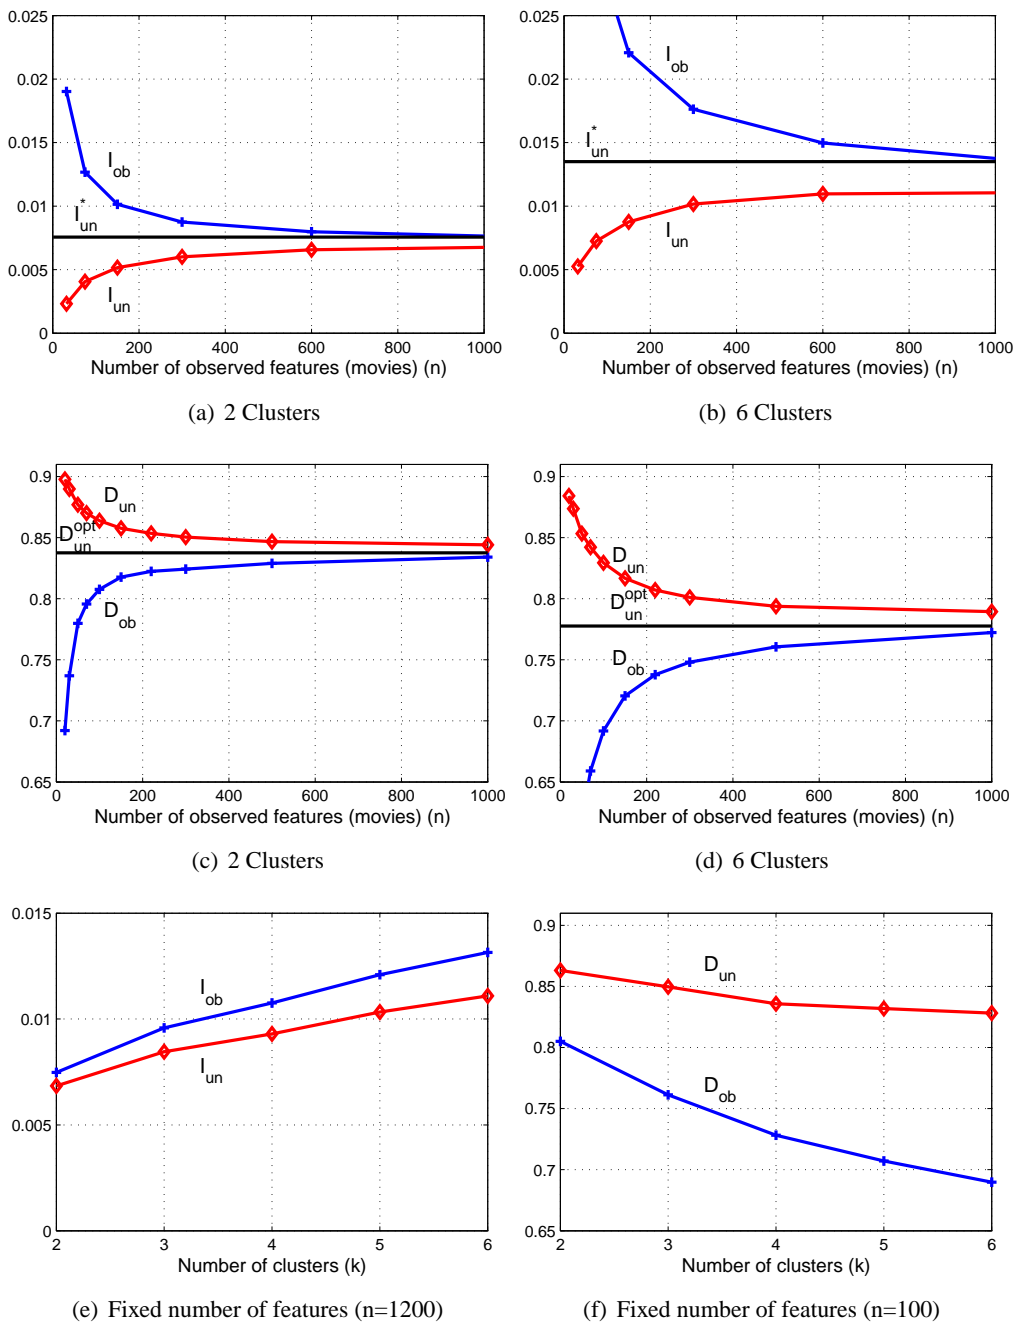 0.025
0.02
0.015
0.01
0.005
0
I_ob
I*_un
I_un
0 200 400 600 800 1000
Number of observed features (movies) (n)
(a) 2 Clusters
0.025
0.02
0.015
0.01
0.005
0
I_ob
I*_un
I_un
0 200 400 600 800 1000
Number of observed features (movies) (n)
(b) 6 Clusters
0.9
0.85
0.8
0.75
0.7
0.65
D_un
D_un^opt
D_ob
0 200 400 600 800 1000
Number of observed features (movies) (n)
(c) 2 Clusters
0.9
0.85
0.8
0.75
0.7
0.65
D_un
D_un^opt
D_ob
0 200 400 600 800 1000
Number of observed features (movies) (n)
(d) 6 Clusters
0.015
0.01
0.005
0
I_ob
I_un
2 3 4 5 6
Number of clusters (k)
(e) Fixed number of features (n=1200)
0.9
0.85
0.8
0.75
0.7
0.65
D_un
D_ob
2 3 4 5 6
Number of clusters (k)
(f) Fixed number of features (n=100)